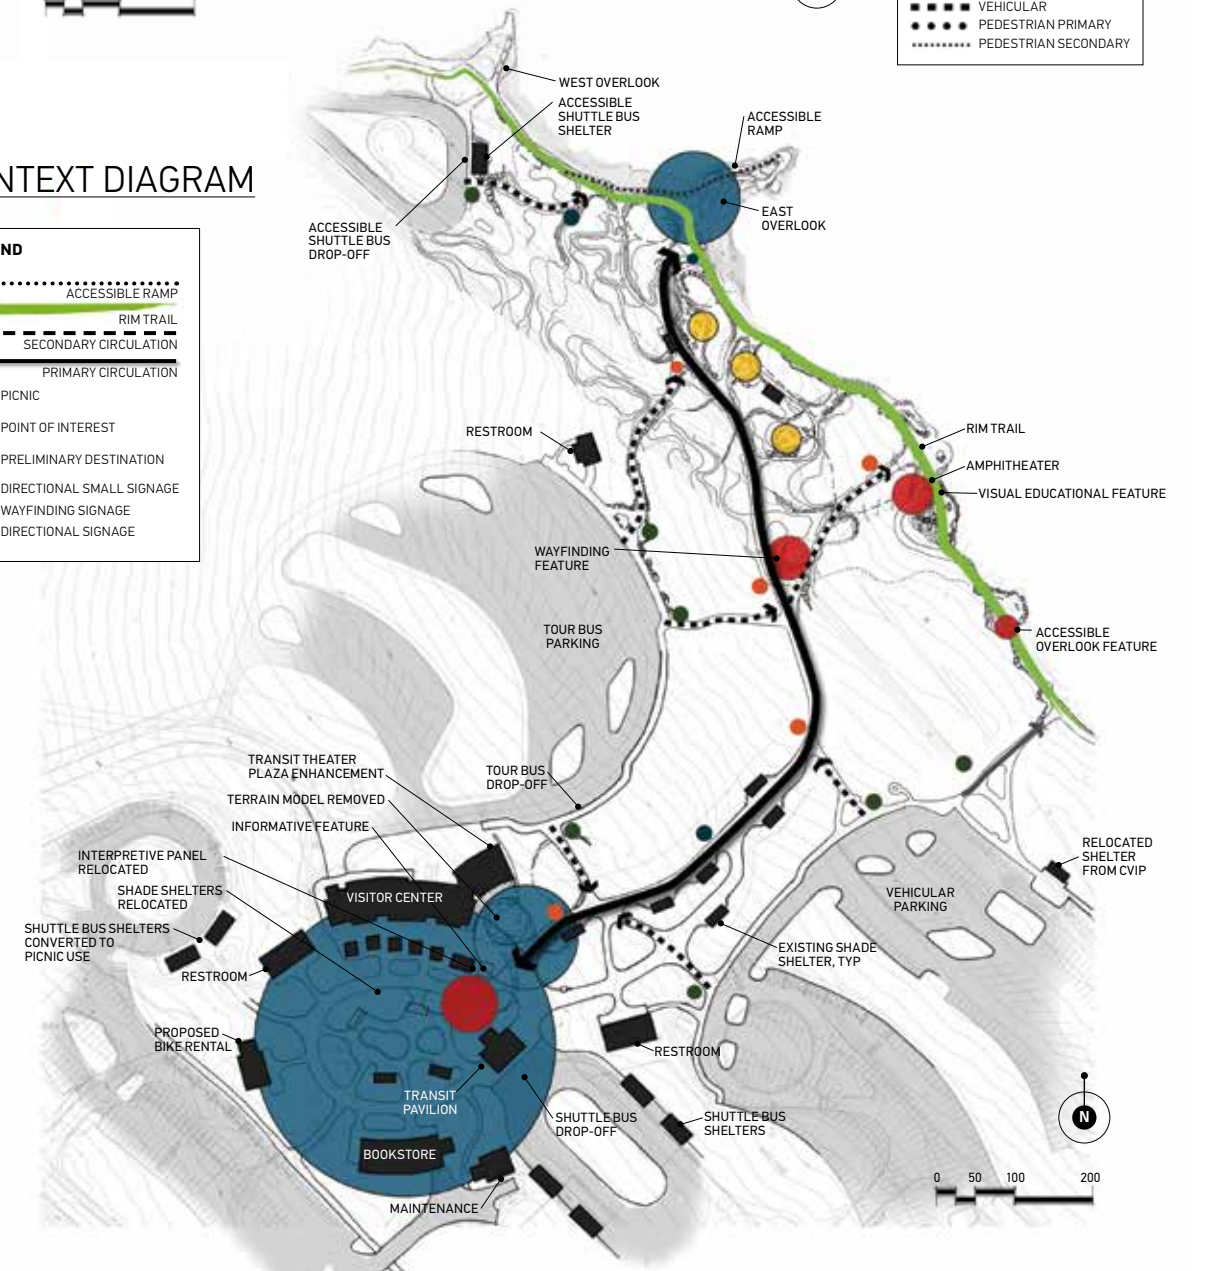 VEHICULAR
PEDESTRIAN PRIMARY
PEDESTRIAN SECONDARY
NTEXT DIAGRAM
ND
ACCESSIBLE RAMP
RIM TRAIL
SECONDARY CIRCULATION
PRIMARY CIRCULATION
PICNIC
POINT OF INTEREST
PRELIMINARY DESTINATION
DIRECTIONAL SMALL SIGNAGE
WAYFINDING SIGNAGE
DIRECTIONAL SIGNAGE
WEST OVERLOOK
ACCESSIBLE
SHUTTLE BUS
SHELTER
ACCESSIBLE
RAMP
EAST
OVERLOOK
ACCESSIBLE
SHUTTLE BUS
DROP-OFF
RESTROOM
RIM TRAIL
AMPHITHEATER
VISUAL EDUCATIONAL FEATURE
WAYFINDING
FEATURE
TOUR BUS
PARKING
ACCESSIBLE
OVERLOOK FEATURE
TRANSIT THEATER
PLAZA ENHANCEMENT
TERRAIN MODEL REMOVED
INFORMATIVE FEATURE
TOUR BUS
DROP-OFF
INTERPRETIVE PANEL
RELOCATED
SHADE SHELTERS
RELOCATED
SHUTTLE BUS SHELTERS
CONVERTED TO
PICNIC USE
RESTROOM
VISITOR CENTER
RELOCATED
SHELTER
FROM CVIP
VEHICULAR
PARKING
EXISTING SHADE
SHELTER, TYP
PROPOSED
BIKE RENTAL
RESTROOM
TRANSIT
PAVILION
SHUTTLE BUS
DROP-OFF
SHUTTLE BUS
SHELTERS
BOOKSTORE
MAINTENANCE
N
0 50 100 200